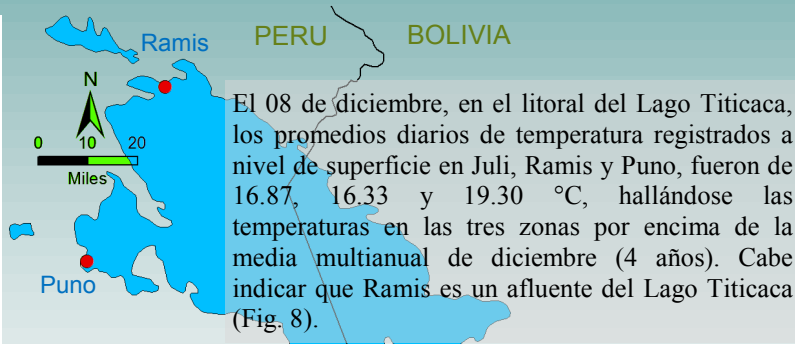 PERU BOLIVIA
Ramis
N
0 10 20
Miles
Puno
El 08 de diciembre, en el litoral del Lago Titicaca,
los promedios diarios de temperatura registrados a
nivel de superficie en Juli, Ramis y Puno, fueron de
16.87, 16.33 y 19.30 °C, hallándose las
temperaturas en las tres zonas por encima de la
media multianual de diciembre (4 años). Cabe
indicar que Ramis es un afluente del Lago Titicaca
(Fig. 8).